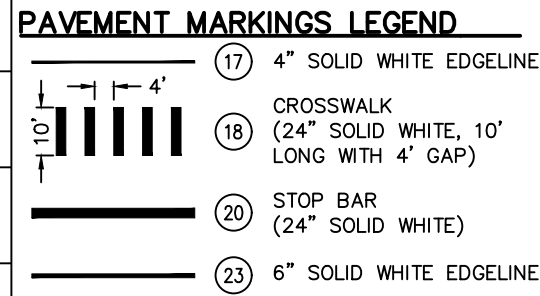 PAVEMENT MARKINGS LEGEND
17 4" SOLID WHITE EDGELINE
4'
10'
18 CROSSWALK
(24" SOLID WHITE, 10'
LONG WITH 4' GAP)
20 STOP BAR
(24" SOLID WHITE)
23 6" SOLID WHITE EDGELINE